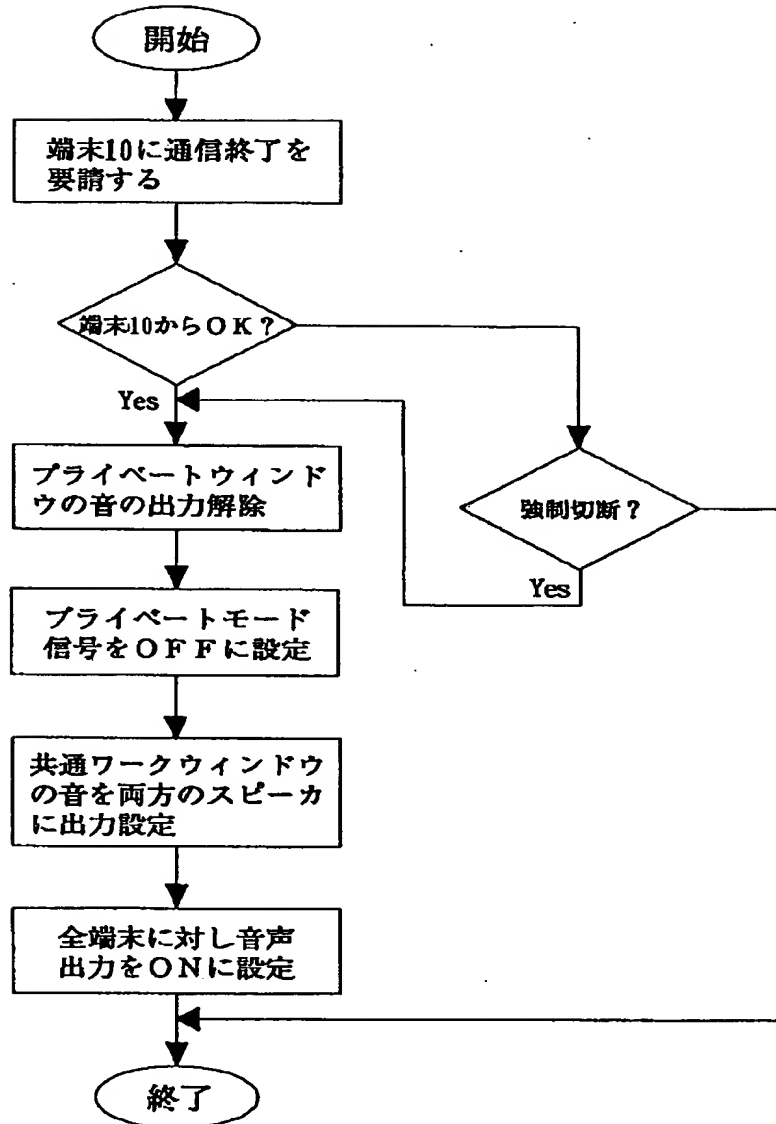 開始
端末10に通信終了を
要請する
端末10からＯＫ？
Yes
プライベートウィンド
ウの音の出力解除
強制切断？
Yes
プライベートモード
信号をＯＦＦに設定
共通ワークウィンドウ
の音を両方のスピーカ
に出力設定
全端末に対し音声
出力をＯＮに設定
終了